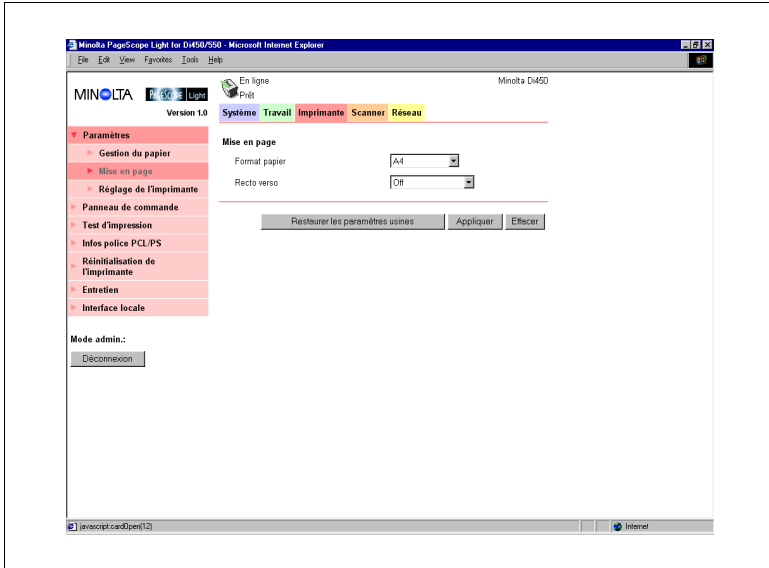 Minolta PageScope Light for Di450/550 - Microsoft Internet Explorer
File Edit View Favorites Tools Help
MINOLTA PAGESCOPE Light
Version 1.0
En ligne
Prêt
Minolta Di450
Système Travail Imprimante Scanner Réseau
Paramètres
Gestion du papier
Mise en page
Réglage de l'imprimante
Panneau de commande
Test d'impression
Infos police PCL/PS
Réinitialisation de
l'imprimante
Entretien
Interface locale
Mode admin.:
Déconnexion
Mise en page
Format papier A4
Recto verso Off
Restaurer les paramètres usines Appliquer Effacer
javascript:cardOpen(12)
Internet